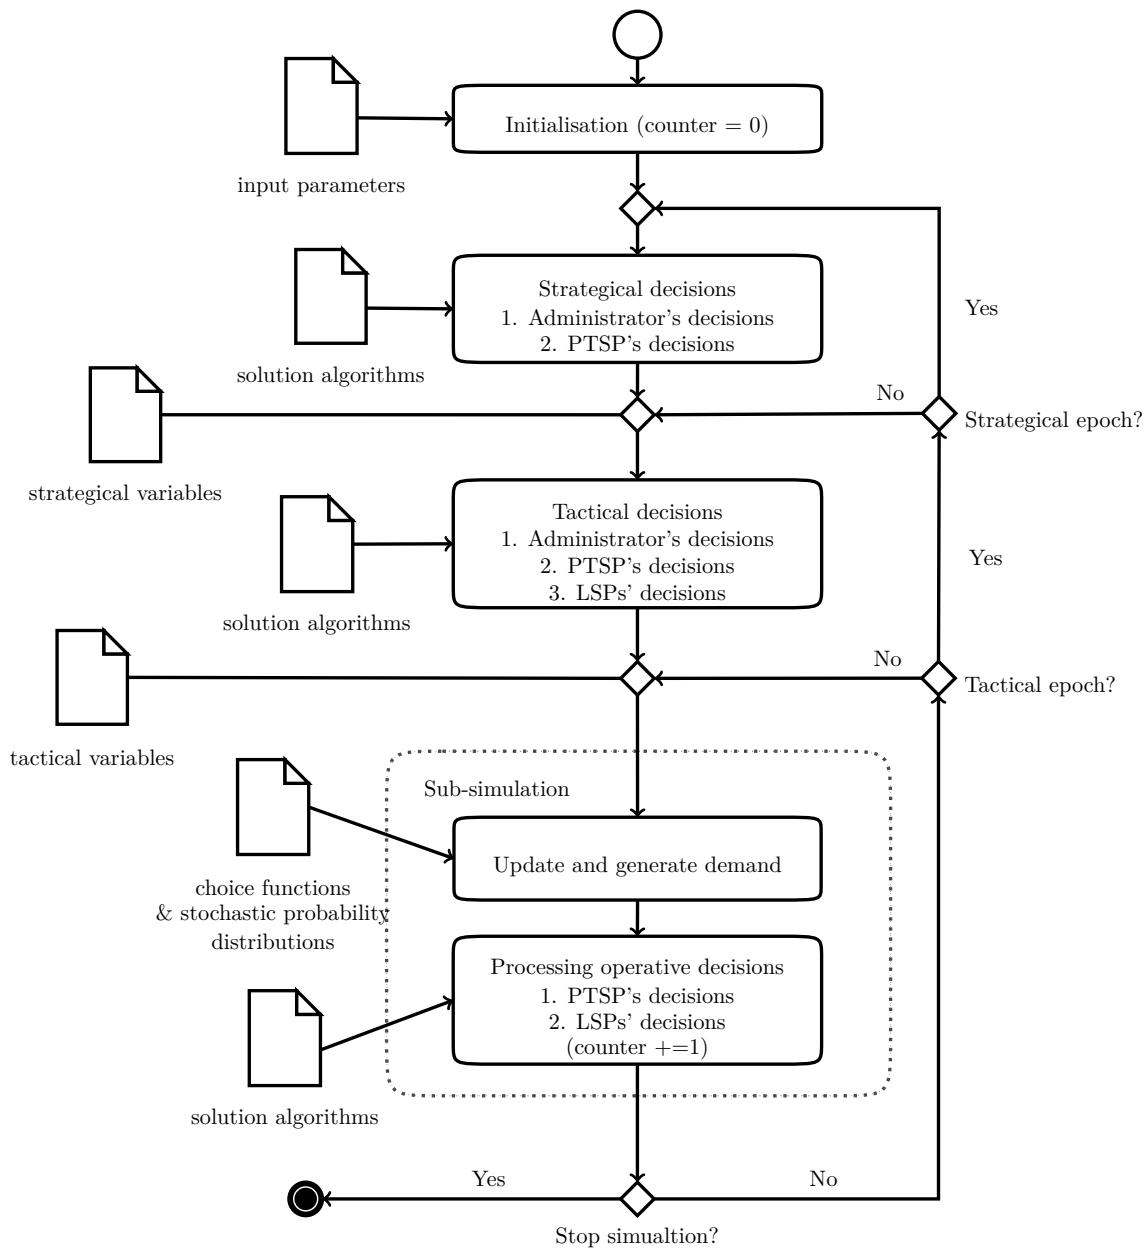 Initialisation (counter = 0)
input parameters
Strategical decisions
1. Administrator's decisions
2. PTSP's decisions
Yes
solution algorithms
No
Strategical epoch?
strategical variables
Tactical decisions
1. Administrator's decisions
2. PTSP's decisions
3. LSPs' decisions
Yes
solution algorithms
No
Tactical epoch?
tactical variables
Sub-simulation
Update and generate demand
choice functions
& stochastic probability
distributions
Processing operative decisions
1. PTSP's decisions
2. LSPs' decisions
(counter +=1)
solution algorithms
Yes
No
Stop simualtion?